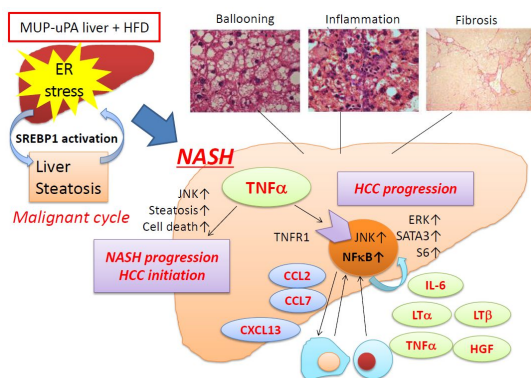 MUP-uPA liver + HFD
ER
stress
SREBP1 activation
Liver
Steatosis
Malignant cycle
Ballooning
Inflammation
Fibrosis
NASH
TNFα
HCC progression
JNK↑
Steatosis↑
Cell death↑
NASH progression
HCC initiation
TNFR1
JNK↑
NFκB↑
ERK↑
SATA3↑
S6↑
CCL2
CCL7
CXCL13
IL-6
LTα
LTβ
TNFα
HGF